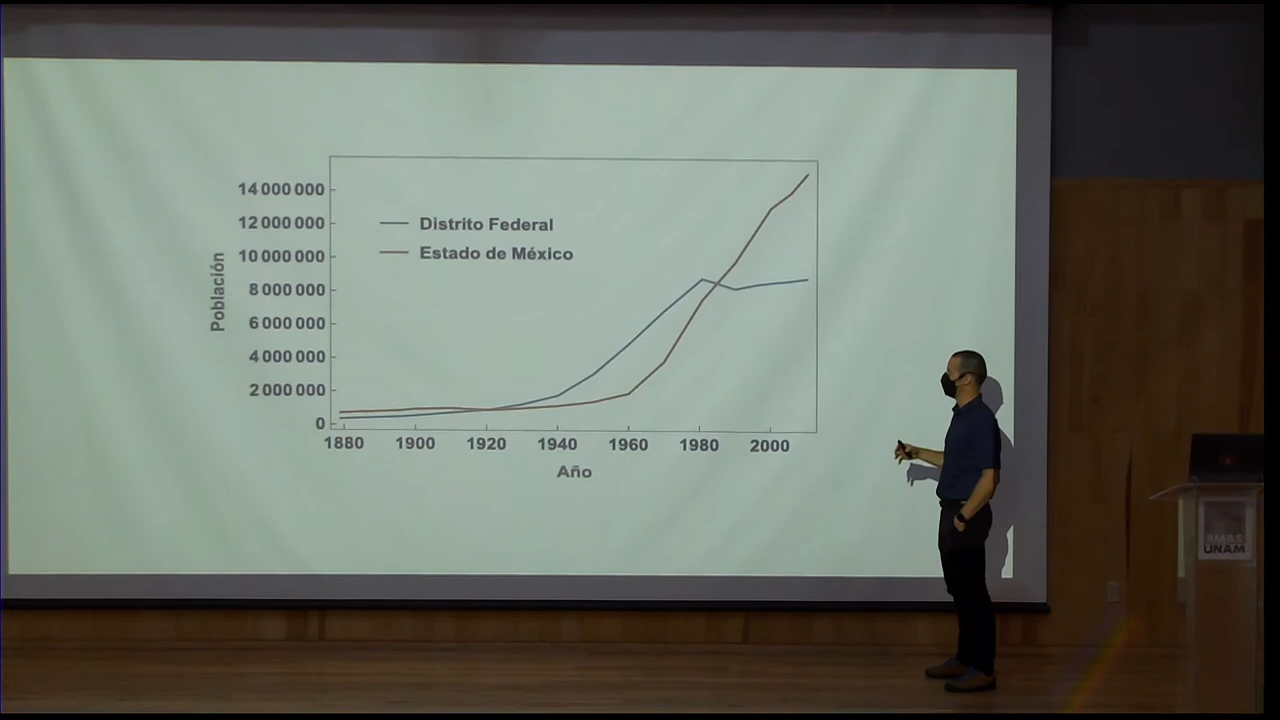 14 000 000
12 000 000
10 000 000
8 000 000
6 000 000
4 000 000
2 000 000
0
Población
Distrito Federal
Estado de México
1880 1900 1920 1940 1960 1980 2000
Año
IIMAS
UNAM